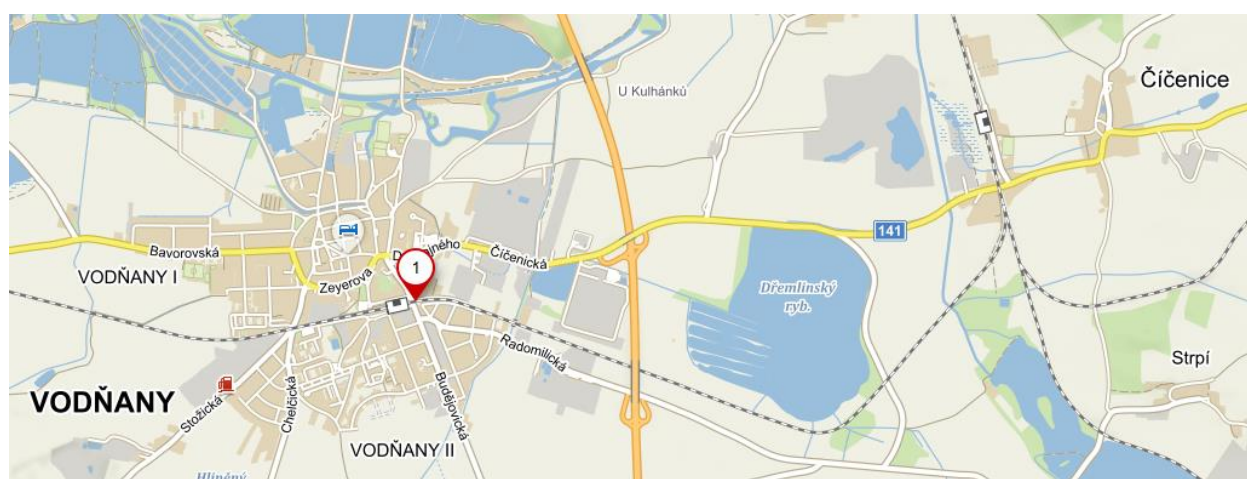 U Kulhánků
Číčenice
141
Bavorovská
Číčenická
VODŇANY I
Zeyerova
1
Dřemlinský
ryb.
Radomilická
Strpí
VODŇANY
Stožická
Chelčická
Budějovická
VODŇANY II